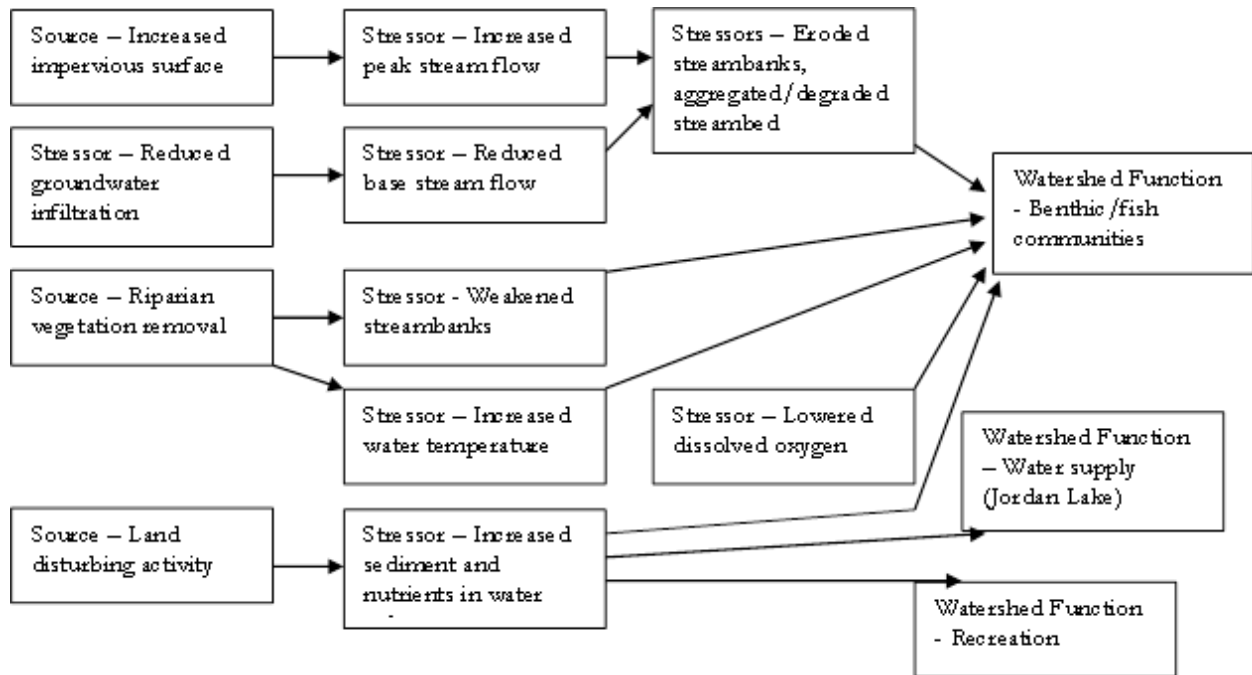 Source – Increased
impervious surface
Stressor – Increased
peak stream flow
Stressors – Eroded
streambanks,
aggregated/degraded
streambed
Stressor – Reduced
groundwater
infiltration
Stressor – Reduced
base stream flow
Watershed Function
- Benthic/fish
communities
Source – Riparian
vegetation removal
Stressor - Weakened
streambanks
Stressor – Increased
water temperature
Stressor – Lowered
dissolved oxygen
Watershed Function
– Water supply
(Jordan Lake)
Source – Land
disturbing activity
Stressor – Increased
sediment and
nutrients in water
Watershed Function
- Recreation